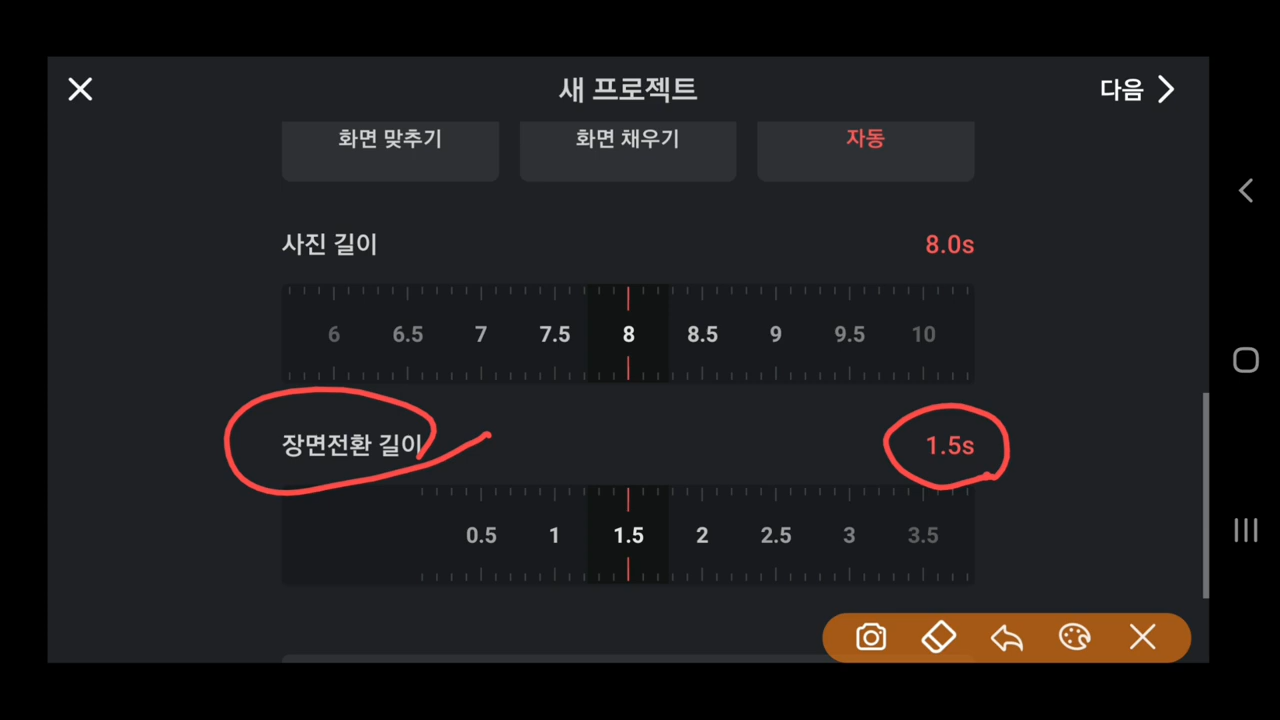 새 프로젝트
다음
화면 맞추기 화면 채우기 자동
사진 길이 8.0s
6 6.5 7 7.5 8 8.5 9 9.5 10
장면전환 길이 1.5s
0.5 1 1.5 2 2.5 3 3.5